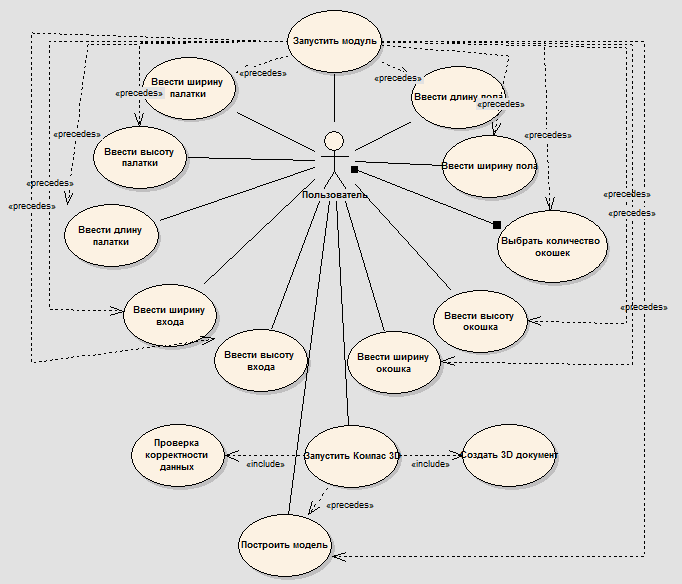 Запустить модуль
«precedes»
«precedes»
Ввести ширину
палатки
«precedes»
Ввести длину пола
«precedes»
«precedes»
«precedes»
Ввести высоту
палатки
Ввести ширину пола
«precedes»
«precedes»
Пользователь
«precedes»
«precedes»
Ввести длину
палатки
Выбрать количество
окошек
Ввести ширину
входа
Ввести высоту
окошка
«precedes»
Ввести высоту
входа
Ввести ширину
окошка
Проверка
корректности
данных
«include»
Запустить Компас 3D
«include»
Создать 3D документ
«precedes»
Построить модель